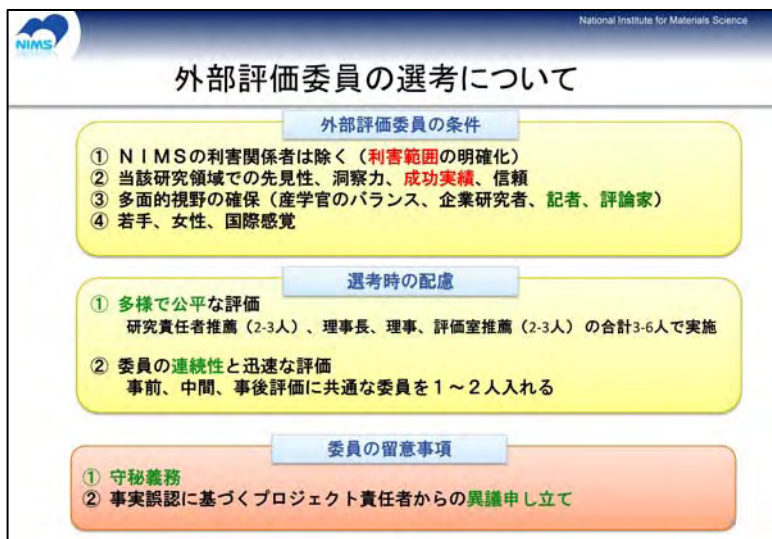 National Institute for Materials Science
NIMS
外部評価委員の選考について
外部評価委員の条件
① NIMSの利害関係者は除く（利害範囲の明確化）
② 当該研究領域での先見性、洞察力、成功実績、信頼
③ 多面的視野の確保（産学官のバランス、企業研究者、記者、評論家）
④ 若手、女性、国際感覚
選考時の配慮
① 多様で公平な評価
研究責任者推薦（2-3人）、理事長、理事、評価室推薦（2-3人）の合計3-6人で実施
② 委員の連続性と迅速な評価
事前、中間、事後評価に共通な委員を１～２人入れる
委員の留意事項
① 守秘義務
② 事実誤認に基づくプロジェクト責任者からの異議申し立て